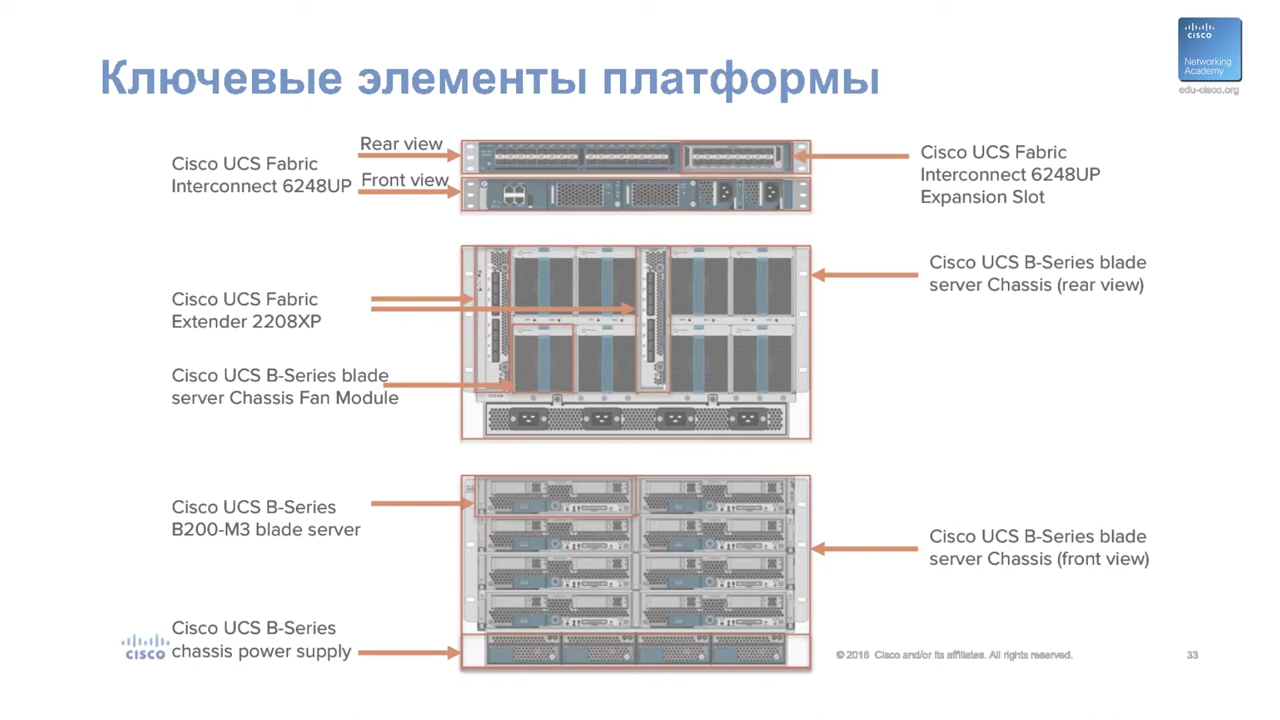 CISCO
Networking
Academy
edu-cisco.org
Ключевые элементы платформы
Rear view
Cisco UCS Fabric
Interconnect 6248UP
Front view
Cisco UCS Fabric
Interconnect 6248UP
Expansion Slot
Cisco UCS B-Series blade
server Chassis (rear view)
Cisco UCS Fabric
Extender 2208XP
Cisco UCS B-Series blade
server Chassis Fan Module
Cisco UCS B-Series
B200-M3 blade server
Cisco UCS B-Series blade
server Chassis (front view)
Cisco UCS B-Series
chassis power supply
CISCO
© 2016 Cisco and/or its affiliates. All rights reserved.
33